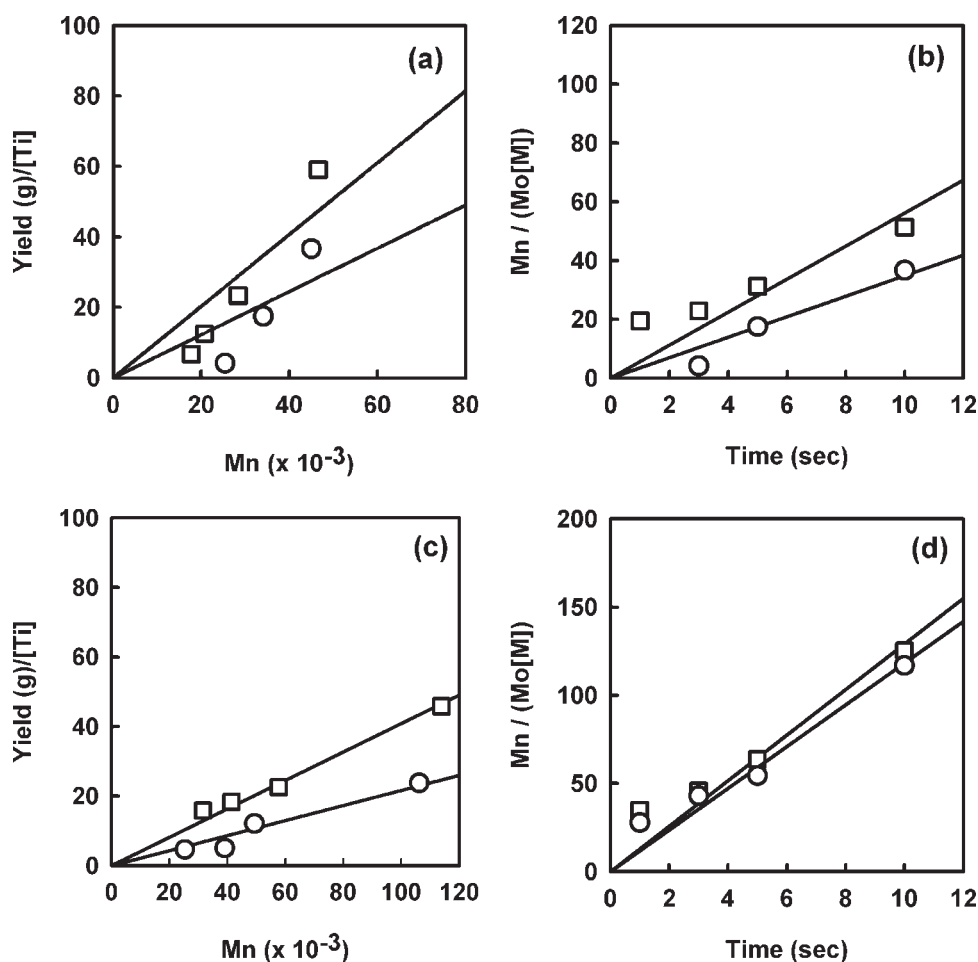 (a)
Yield (g)/[Ti]
100
80
60
40
20
0
0 20 40 60 80
Mn (x 10-3)
(b)
Mn / (Mo[M])
120
100
80
60
40
20
0
0 2 4 6 8 10 12
Time (sec)
(c)
Yield (g)/[Ti]
100
80
60
40
20
0
0 20 40 60 80 100 120
Mn (x 10-3)
(d)
Mn / (Mo[M])
200
150
100
50
0
0 2 4 6 8 10 12
Time (sec)